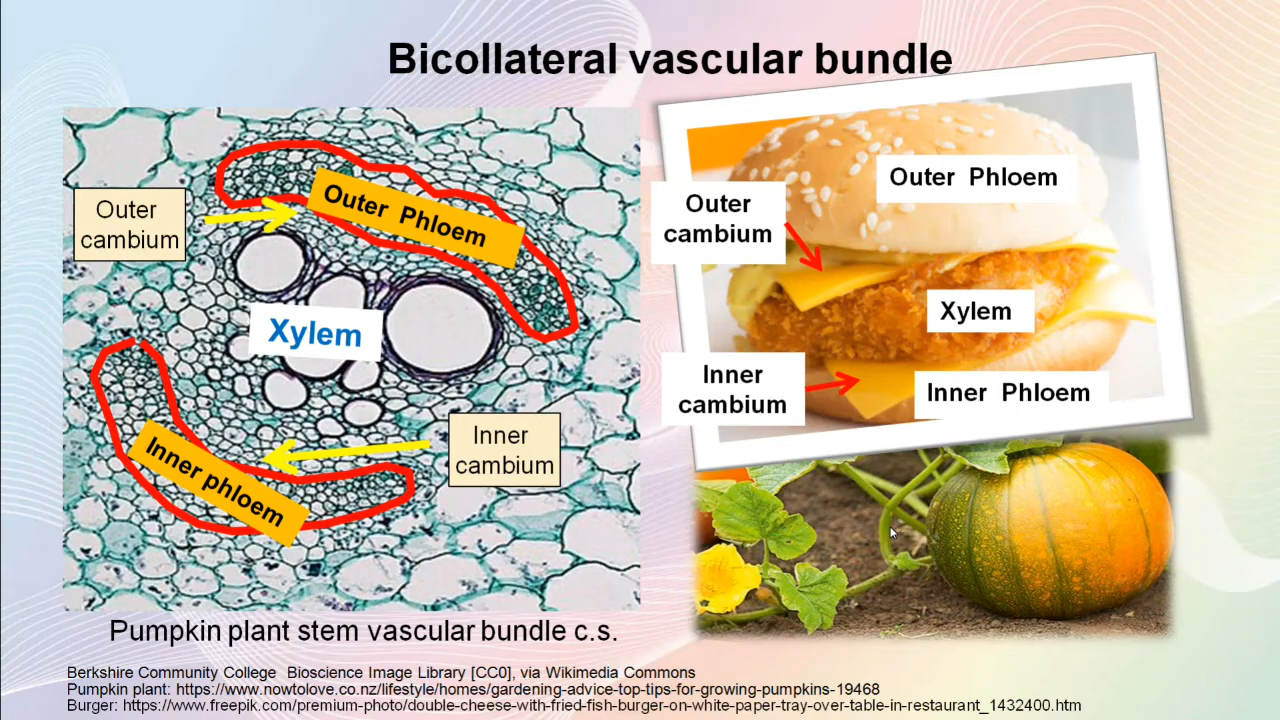 Bicollateral vascular bundle
Outer
cambium
Outer Phloem
Xylem
Inner
cambium
Inner phloem
Outer Phloem
Outer
cambium
Xylem
Inner
cambium
Inner Phloem
Pumpkin plant stem vascular bundle c.s.
Berkshire Community College Bioscience Image Library [CC0], via Wikimedia Commons
Pumpkin plant: https://www.nowtolove.co.nz/lifestyle/homes/gardening-advice-top-tips-for-growing-pumpkins-19468
Burger: https://www.freepik.com/premium-photo/double-cheese-with-fried-fish-burger-on-white-paper-tray-over-table-in-restaurant_1432400.htm